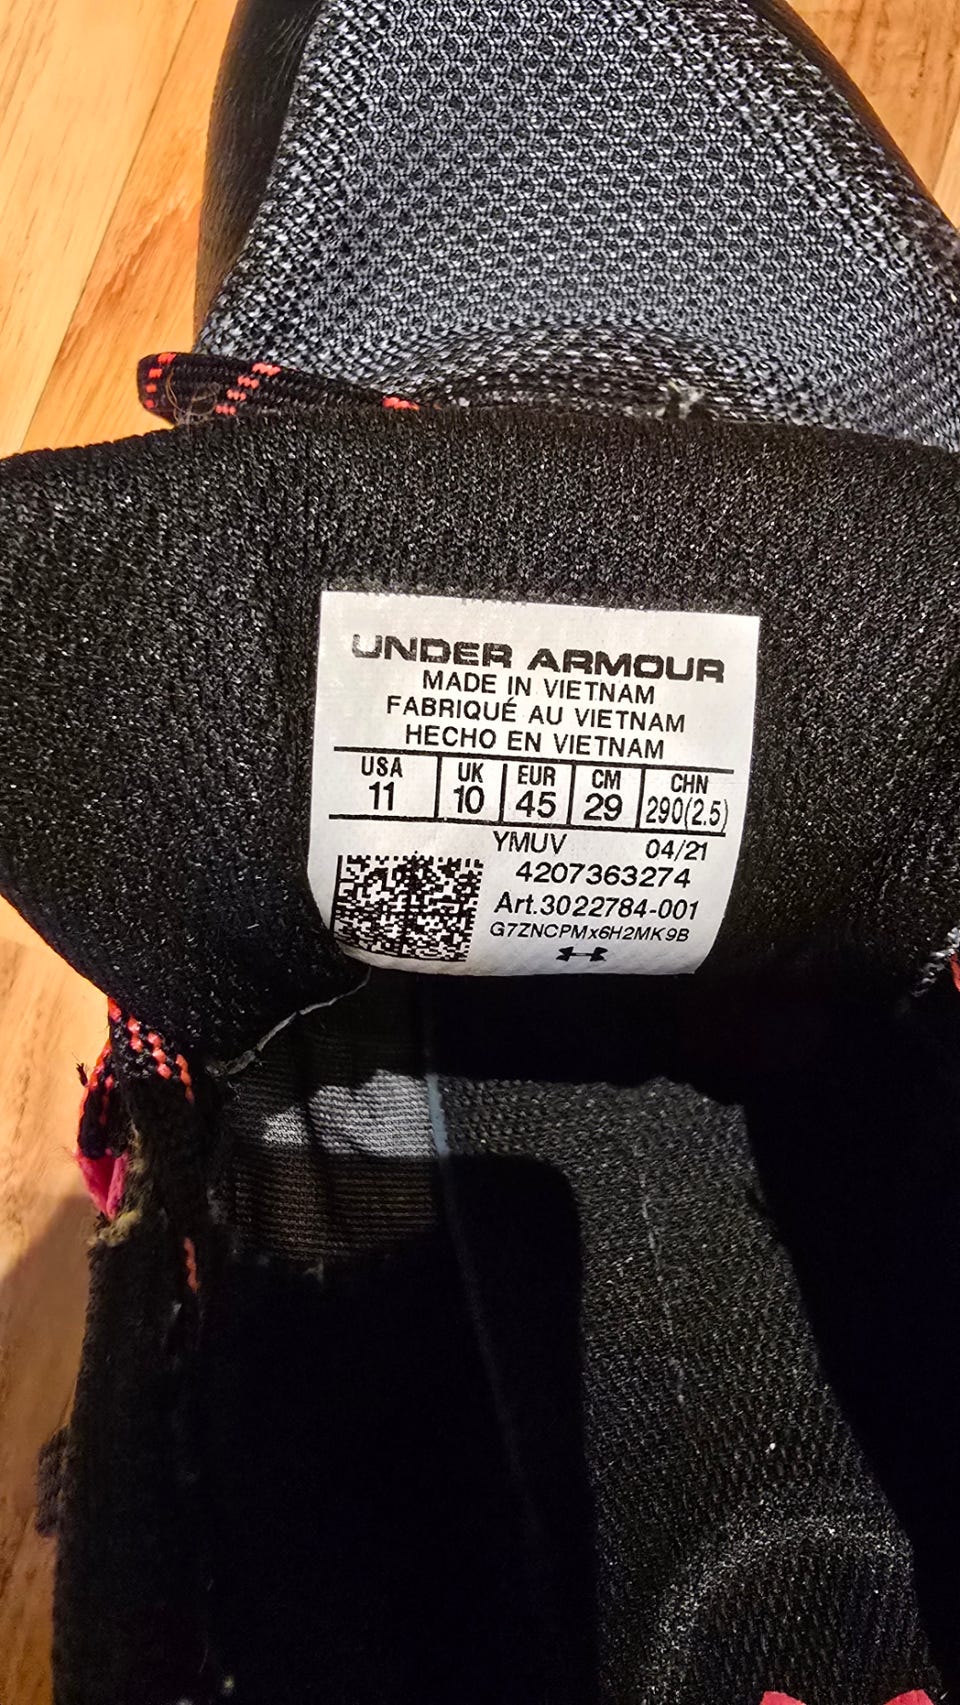 UNDER ARMOUR
MADE IN VIETNAM
FABRIQUÉ AU VIETNAM
HECHO EN VIETNAM
USA UK EUR CM CHN
11 10 45 29 290(2.5)
YMUV 04/21
4207363274
Art.3022784-001
G7ZNCPMx6H2MK9B